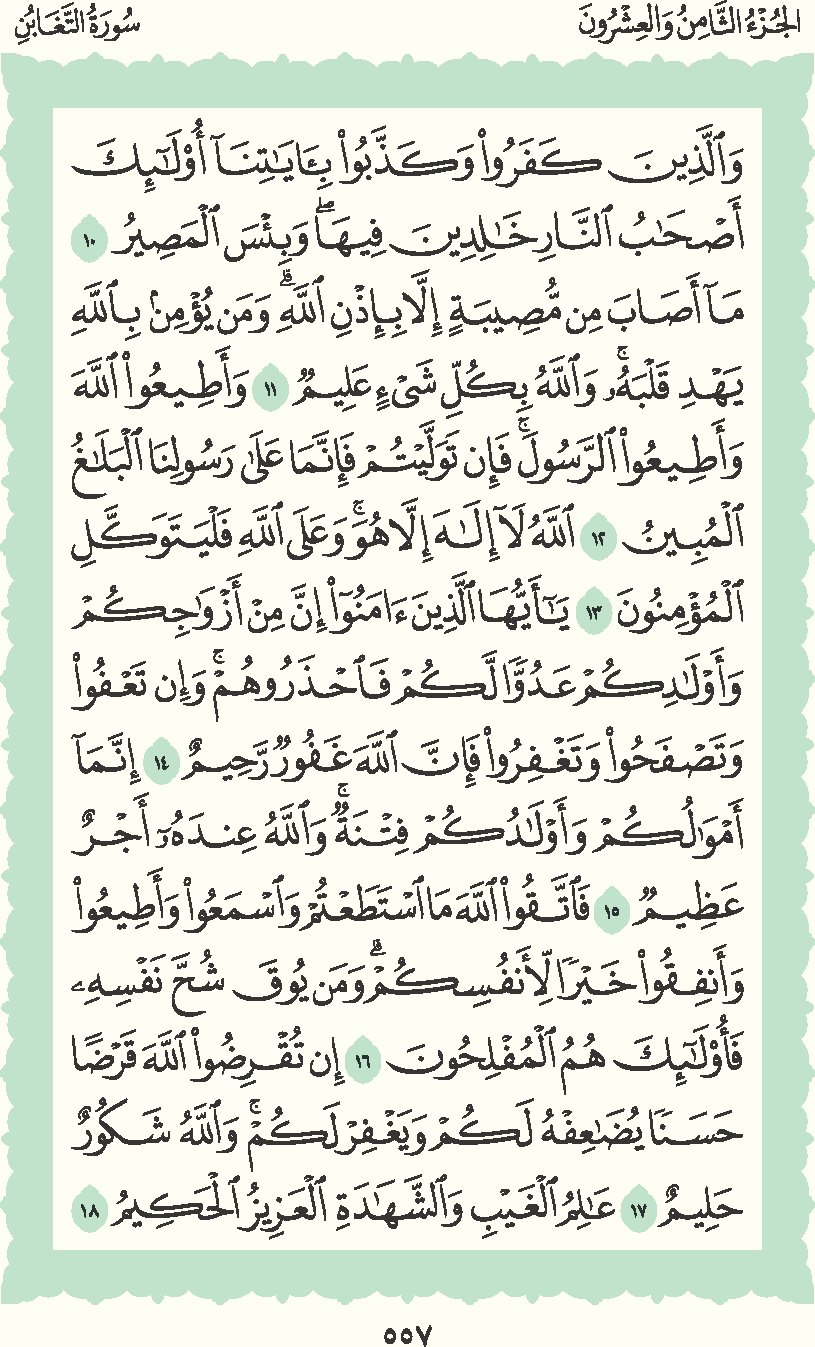 الجُزْءُ الثَّامِنُ وَالْعِشْرُونَ
سُورَةُ التَّغَابُنِ
وَٱلَّذِينَ كَفَرُواْ وَكَذَّبُواْ بِـَٔايَٰتِنَآ أُوْلَٰٓئِكَ
أَصْحَٰبُ ٱلنَّارِ خَٰلِدِينَ فِيهَاۖ وَبِئْسَ ٱلْمَصِيرُ ١٠
مَآ أَصَابَ مِن مُّصِيبَةٍ إِلَّا بِإِذْنِ ٱللَّهِۗ وَمَن يُؤْمِنۢ بِٱللَّهِ
يَهْدِ قَلْبَهُۥۚ وَٱللَّهُ بِكُلِّ شَىْءٍ عَلِيمٌ ١١ وَأَطِيعُواْ ٱللَّهَ
وَأَطِيعُواْ ٱلرَّسُولَۚ فَإِن تَوَلَّيْتُمْ فَإِنَّمَا عَلَىٰ رَسُولِنَا ٱلْبَلَٰغُ
ٱلْمُبِينُ ١٢ ٱللَّهُ لَآ إِلَٰهَ إِلَّا هُوَۚ وَعَلَى ٱللَّهِ فَلْيَتَوَكَّلِ
ٱلْمُؤْمِنُونَ ١٣ يَٰٓأَيُّهَا ٱلَّذِينَ ءَامَنُوٓاْ إِنَّ مِنْ أَزْوَٰجِكُمْ
وَأَوْلَٰدِكُمْ عَدُوًّا لَّكُمْ فَٱحْذَرُوهُمْۚ وَإِن تَعْفُواْ
وَتَصْفَحُواْ وَتَغْفِرُواْ فَإِنَّ ٱللَّهَ غَفُورٌ رَّحِيمٌ ١٤ إِنَّمَآ
أَمْوَٰلُكُمْ وَأَوْلَٰدُكُمْ فِتْنَةٌۚ وَٱللَّهُ عِندَهُۥٓ أَجْرٌ
عَظِيمٌ ١٥ فَٱتَّقُواْ ٱللَّهَ مَا ٱسْتَطَعْتُمْ وَٱسْمَعُواْ وَأَطِيعُواْ
وَأَنفِقُواْ خَيْرًا لِّأَنفُسِكُمْۗ وَمَن يُوقَ شُحَّ نَفْسِهِۦ
فَأُوْلَٰٓئِكَ هُمُ ٱلْمُفْلِحُونَ ١٦ إِن تُقْرِضُواْ ٱللَّهَ قَرْضًا
حَسَنًا يُضَٰعِفْهُ لَكُمْ وَيَغْفِرْ لَكُمْۚ وَٱللَّهُ شَكُورٌ
حَلِيمٌ ١٧ عَٰلِمُ ٱلْغَيْبِ وَٱلشَّهَٰدَةِ ٱلْعَزِيزُ ٱلْحَكِيمُ ١٨
٥٥٧